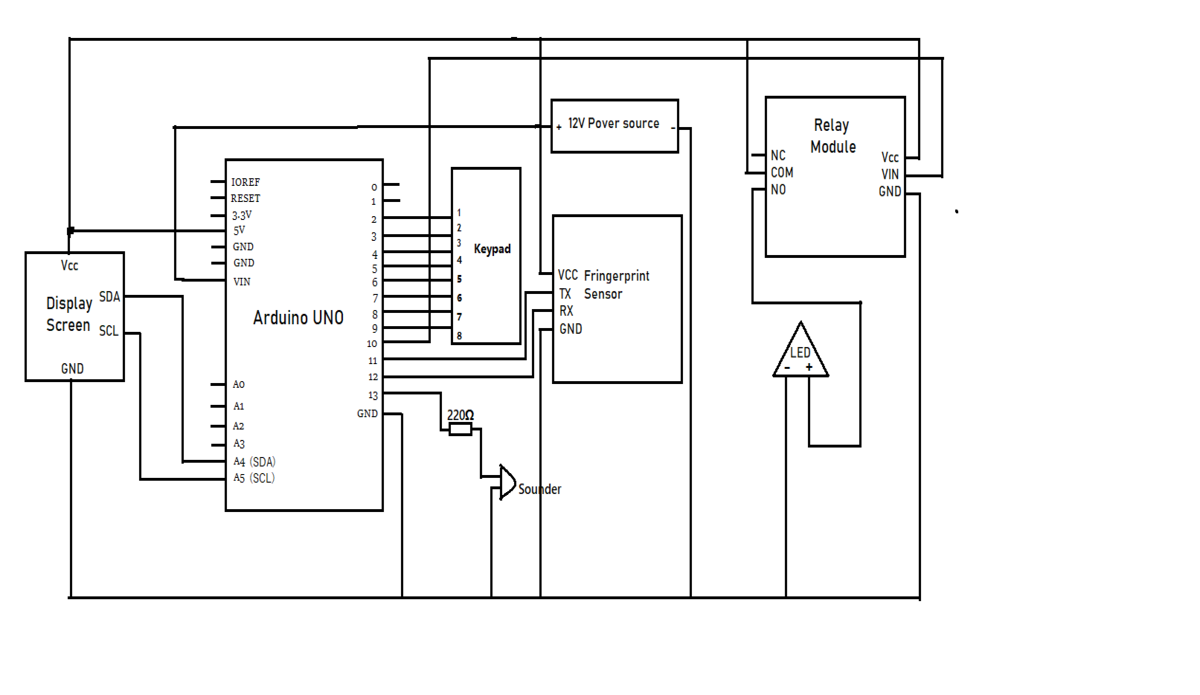 + 12V Pover source -
Relay
Module
NC
COM
NO
Vcc
VIN
GND
IOREF
RESET
3.3V
5V
GND
GND
VIN
Arduino UNO
A0
A1
A2
A3
A4 (SDA)
A5 (SCL)
0
1
2
3
4
5
6
7
8
9
10
11
12
13
GND
1
2
3
4
5
6
7
8
Keypad
VCC
TX
RX
GND
Fringerprint
Sensor
Vcc
Display
Screen
SDA
SCL
GND
LED
- +
220Ω
Sounder